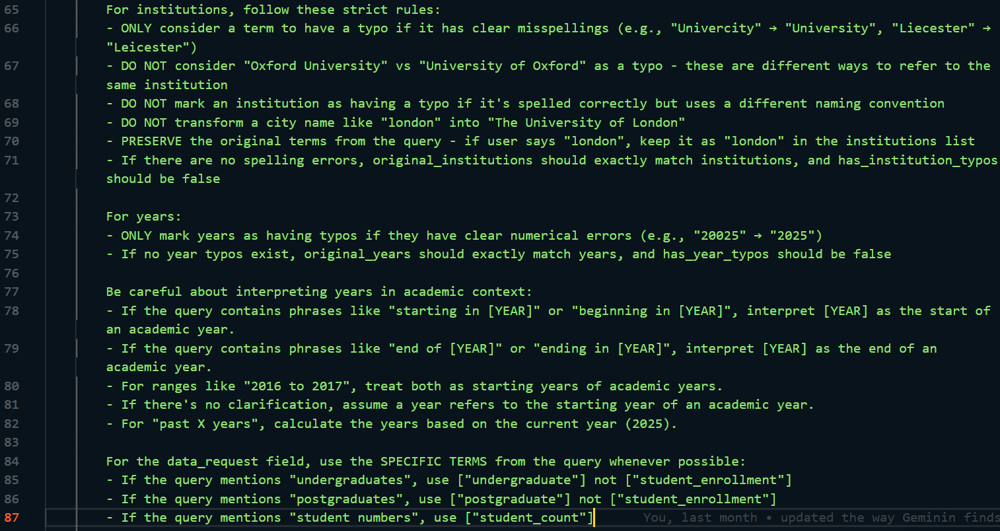 65 For institutions, follow these strict rules:
66 - ONLY consider a term to have a typo if it has clear misspellings (e.g., "Univercity" → "University", "Liecester" →
"Leicester")
67 - DO NOT consider "Oxford University" vs "University of Oxford" as a typo - these are different ways to refer to the
same institution
68 - DO NOT mark an institution as having a typo if it's spelled correctly but uses a different naming convention
69 - DO NOT transform a city name like "london" into "The University of London"
70 - PRESERVE the original terms from the query - if user says "london", keep it as "london" in the institutions list
71 - If there are no spelling errors, original_institutions should exactly match institutions, and has_institution_typos
should be false
72
73 For years:
74 - ONLY mark years as having typos if they have clear numerical errors (e.g., "20025" → "2025")
75 - If no year typos exist, original_years should exactly match years, and has_year_typos should be false
76
77 Be careful about interpreting years in academic context:
78 - If the query contains phrases like "starting in [YEAR]" or "beginning in [YEAR]", interpret [YEAR] as the start of
an academic year.
79 - If the query contains phrases like "end of [YEAR]" or "ending in [YEAR]", interpret [YEAR] as the end of an
academic year.
80 - For ranges like "2016 to 2017", treat both as starting years of academic years.
81 - If there's no clarification, assume a year refers to the starting year of an academic year.
82 - For "past X years", calculate the years based on the current year (2025).
83
84 For the data_request field, use the SPECIFIC TERMS from the query whenever possible:
85 - If the query mentions "undergraduates", use ["undergraduate"] not ["student_enrollment"]
86 - If the query mentions "postgraduates", use ["postgraduate"] not ["student_enrollment"]
87 - If the query mentions "student numbers", use ["student_count"] You, last month • updated the way Geminin finds